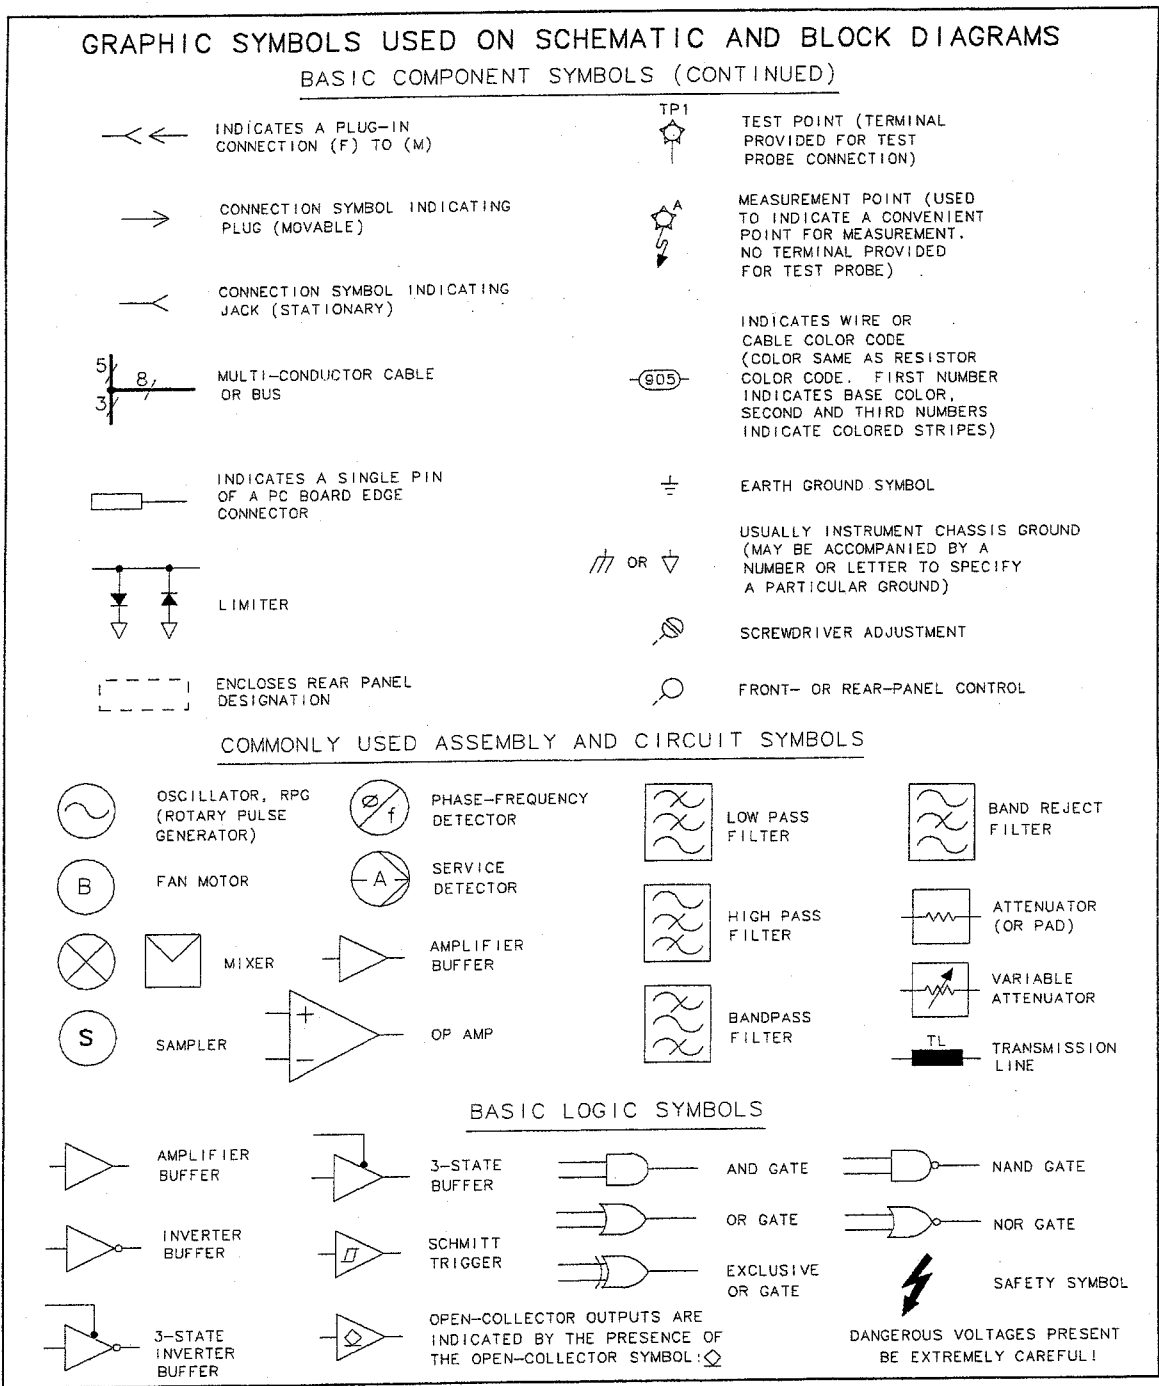 GRAPHIC SYMBOLS USED ON SCHEMATIC AND BLOCK DIAGRAMS
BASIC COMPONENT SYMBOLS (CONTINUED)
INDICATES A PLUG-IN
CONNECTION (F) TO (M)
CONNECTION SYMBOL INDICATING
PLUG (MOVABLE)
CONNECTION SYMBOL INDICATING
JACK (STATIONARY)
5
8
3
MULTI-CONDUCTOR CABLE
OR BUS
INDICATES A SINGLE PIN
OF A PC BOARD EDGE
CONNECTOR
LIMITER
ENCLOSES REAR PANEL
DESIGNATION
TP1
TEST POINT (TERMINAL
PROVIDED FOR TEST
PROBE CONNECTION)
A
MEASUREMENT POINT (USED
TO INDICATE A CONVENIENT
POINT FOR MEASUREMENT.
NO TERMINAL PROVIDED
FOR TEST PROBE)
905
INDICATES WIRE OR
CABLE COLOR CODE
(COLOR SAME AS RESISTOR
COLOR CODE. FIRST NUMBER
INDICATES BASE COLOR,
SECOND AND THIRD NUMBERS
INDICATE COLORED STRIPES)
EARTH GROUND SYMBOL
OR
USUALLY INSTRUMENT CHASSIS GROUND
(MAY BE ACCOMPANIED BY A
NUMBER OR LETTER TO SPECIFY
A PARTICULAR GROUND)
SCREWDRIVER ADJUSTMENT
FRONT- OR REAR-PANEL CONTROL
COMMONLY USED ASSEMBLY AND CIRCUIT SYMBOLS
OSCILLATOR, RPG
(ROTARY PULSE
GENERATOR)
B
FAN MOTOR
MIXER
S
SAMPLER
Ø/f
PHASE-FREQUENCY
DETECTOR
A
SERVICE
DETECTOR
AMPLIFIER
BUFFER
+
−
OP AMP
LOW PASS
FILTER
HIGH PASS
FILTER
BANDPASS
FILTER
BAND REJECT
FILTER
ATTENUATOR
(OR PAD)
VARIABLE
ATTENUATOR
TL
TRANSMISSION
LINE
BASIC LOGIC SYMBOLS
AMPLIFIER
BUFFER
INVERTER
BUFFER
3-STATE
INVERTER
BUFFER
3-STATE
BUFFER
SCHMITT
TRIGGER
OPEN-COLLECTOR OUTPUTS ARE
INDICATED BY THE PRESENCE OF
THE OPEN-COLLECTOR SYMBOL:
AND GATE
OR GATE
EXCLUSIVE
OR GATE
NAND GATE
NOR GATE
SAFETY SYMBOL
DANGEROUS VOLTAGES PRESENT
BE EXTREMELY CAREFUL!